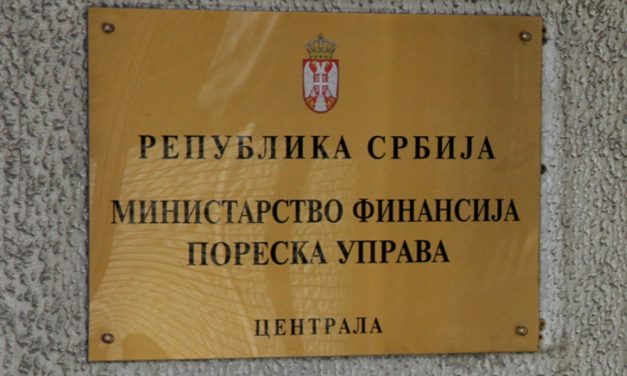 РЕПУБЛИКА СРБИЈА
МИНИСТАРСТВО ФИНАНСИЈА
ПОРЕСКА УПРАВА
ЦЕНТРАЛА